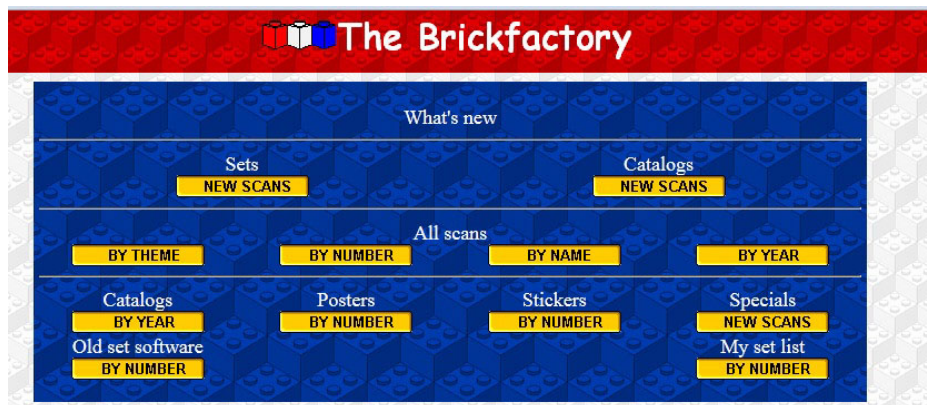 The Brickfactory
What's new
Sets Catalogs
NEW SCANS NEW SCANS
All scans
BY THEME BY NUMBER BY NAME BY YEAR
Catalogs Posters Stickers Specials
BY YEAR BY NUMBER BY NUMBER NEW SCANS
Old set software My set list
BY NUMBER BY NUMBER